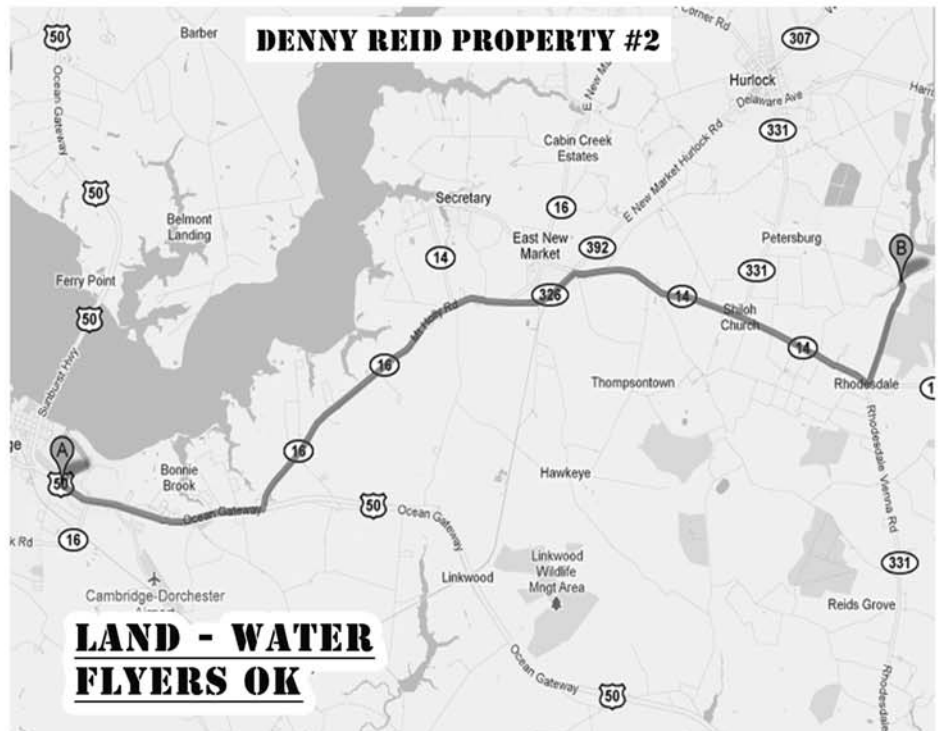 DENNY REID PROPERTY #2
50
Barber
Corner Rd
307
Ocean Gateway
E New
Hurlock
Delaware Ave
331
Cabin Creek
Estates
E New Market Hurlock Rd
50
Secretary
16
Belmont
Landing
East New
Market
392
Petersburg
B
14
331
Ferry Point
326
14
50
Mt Holly Rd
Shiloh
Church
14
Sunburst Hwy
16
Thompsontown
Rhodesdale
A
16
Bonnie
Brook
50
Hawkeye
Rhodesdale Vienna Rd
Ocean Gateway
50
Ocean Gateway
16
331
Linkwood
Linkwood
Wildlife
Mngt Area
Cambridge-Dorchester
Reids Grove
LAND - WATER
FLYERS OK
Ocean Gateway
50
Rhodesdale